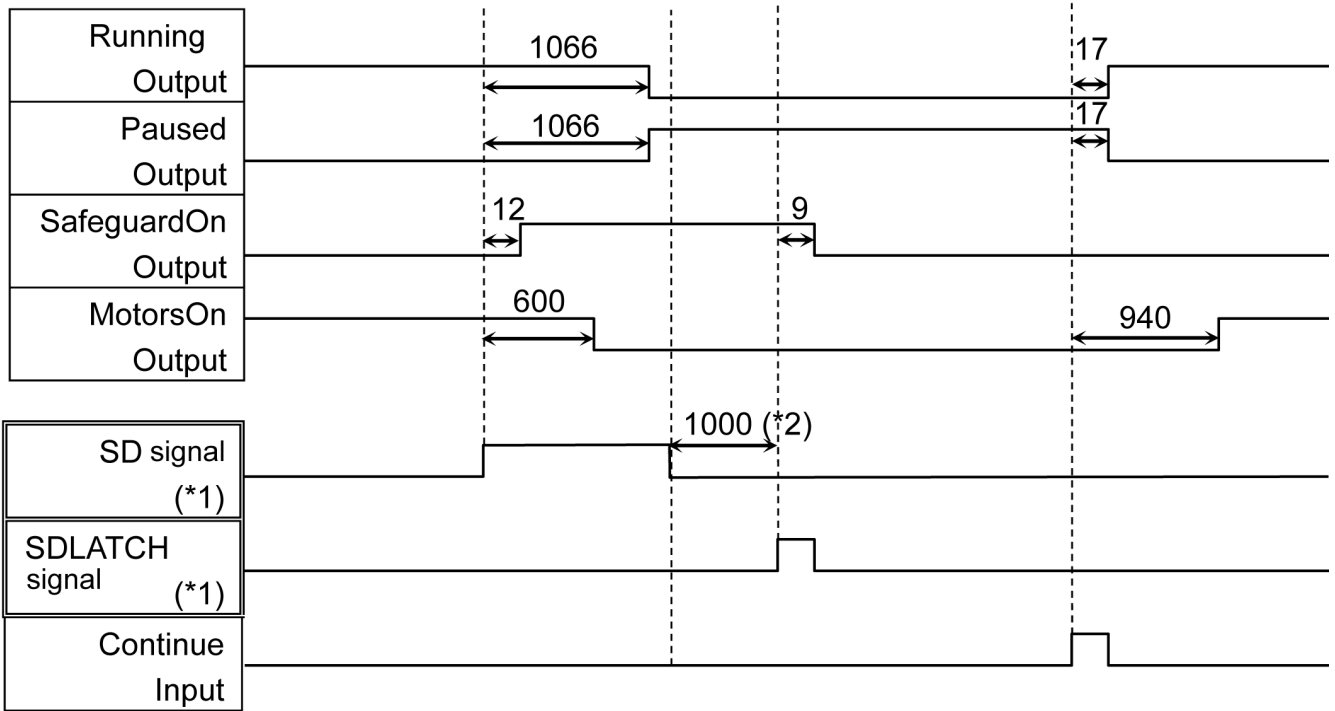 Running
Output
1066
17
Paused
Output
1066
17
SafeguardOn
Output
12
9
MotorsOn
Output
600
940
SD signal
(*1)
1000 (*2)
SDLATCH
signal
(*1)
Continue
Input